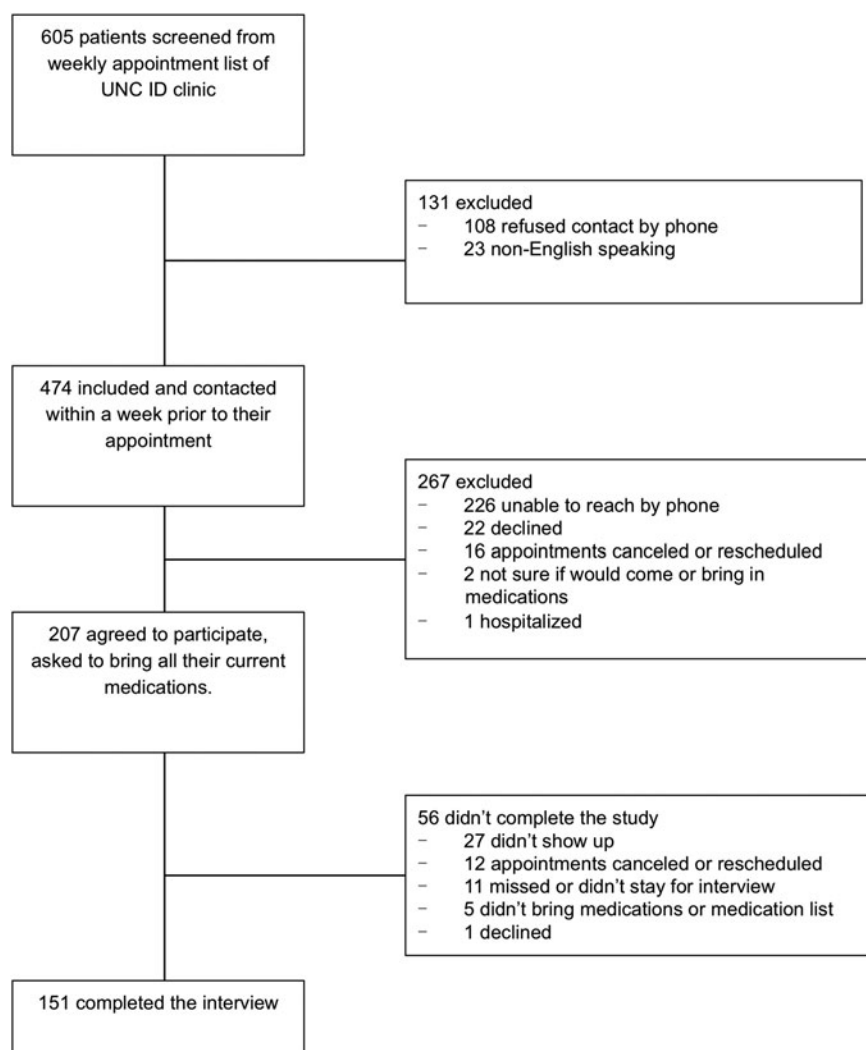 605 patients screened from
weekly appointment list of
UNC ID clinic
131 excluded
- 108 refused contact by phone
- 23 non-English speaking
474 included and contacted
within a week prior to their
appointment
267 excluded
- 226 unable to reach by phone
- 22 declined
- 16 appointments canceled or rescheduled
- 2 not sure if would come or bring in
medications
- 1 hospitalized
207 agreed to participate,
asked to bring all their current
medications.
56 didn’t complete the study
- 27 didn’t show up
- 12 appointments canceled or rescheduled
- 11 missed or didn’t stay for interview
- 5 didn’t bring medications or medication list
- 1 declined
151 completed the interview